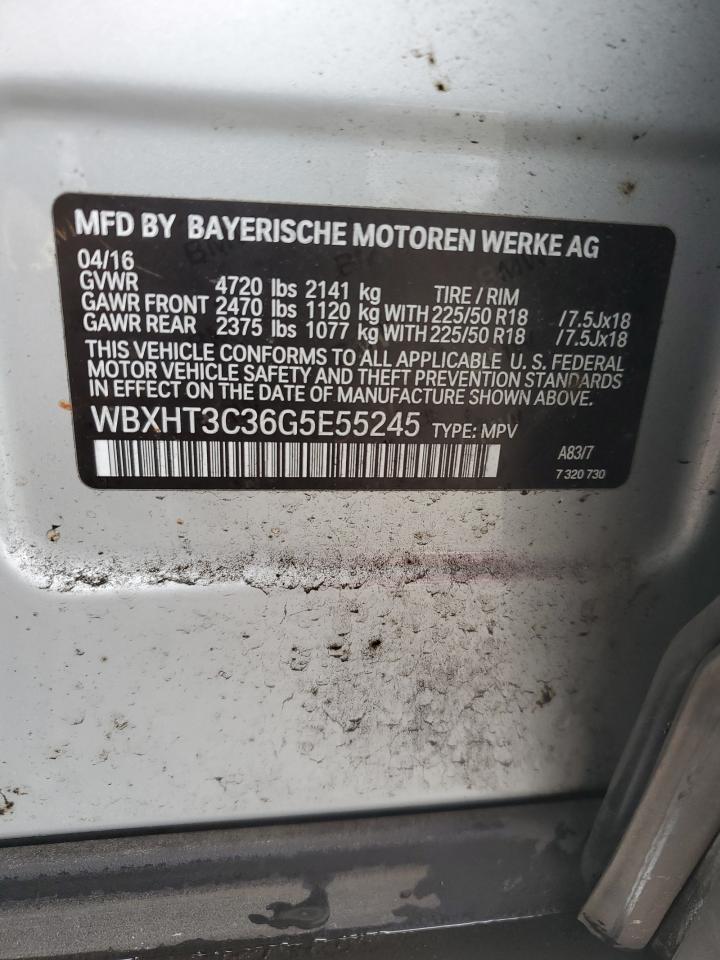 MFD BY BAYERISCHE MOTOREN WERKE AG
04/16
GVWR 4720 lbs 2141 kg TIRE / RIM
GAWR FRONT 2470 lbs 1120 kg WITH 225/50 R18 /7.5Jx18
GAWR REAR 2375 lbs 1077 kg WITH 225/50 R18 /7.5Jx18
THIS VEHICLE CONFORMS TO ALL APPLICABLE U. S. FEDERAL
MOTOR VEHICLE SAFETY AND THEFT PREVENTION STANDARDS
IN EFFECT ON THE DATE OF MANUFACTURE SHOWN ABOVE.
WBXHT3C36G5E55245 TYPE: MPV
A83/7
7 320 730